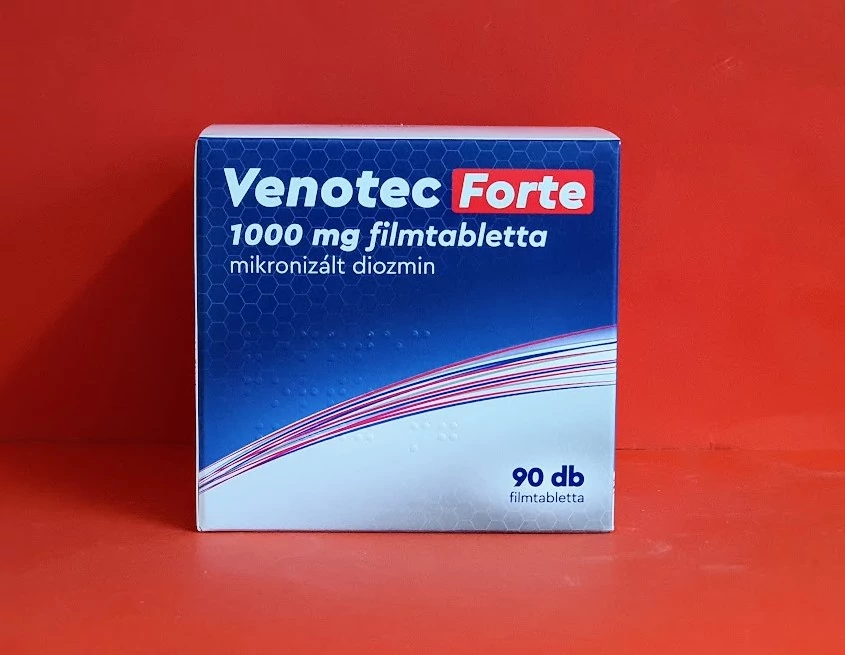 Venotec Forte
1000 mg filmtabletta
mikronizált diozmin
90 db
filmtabletta